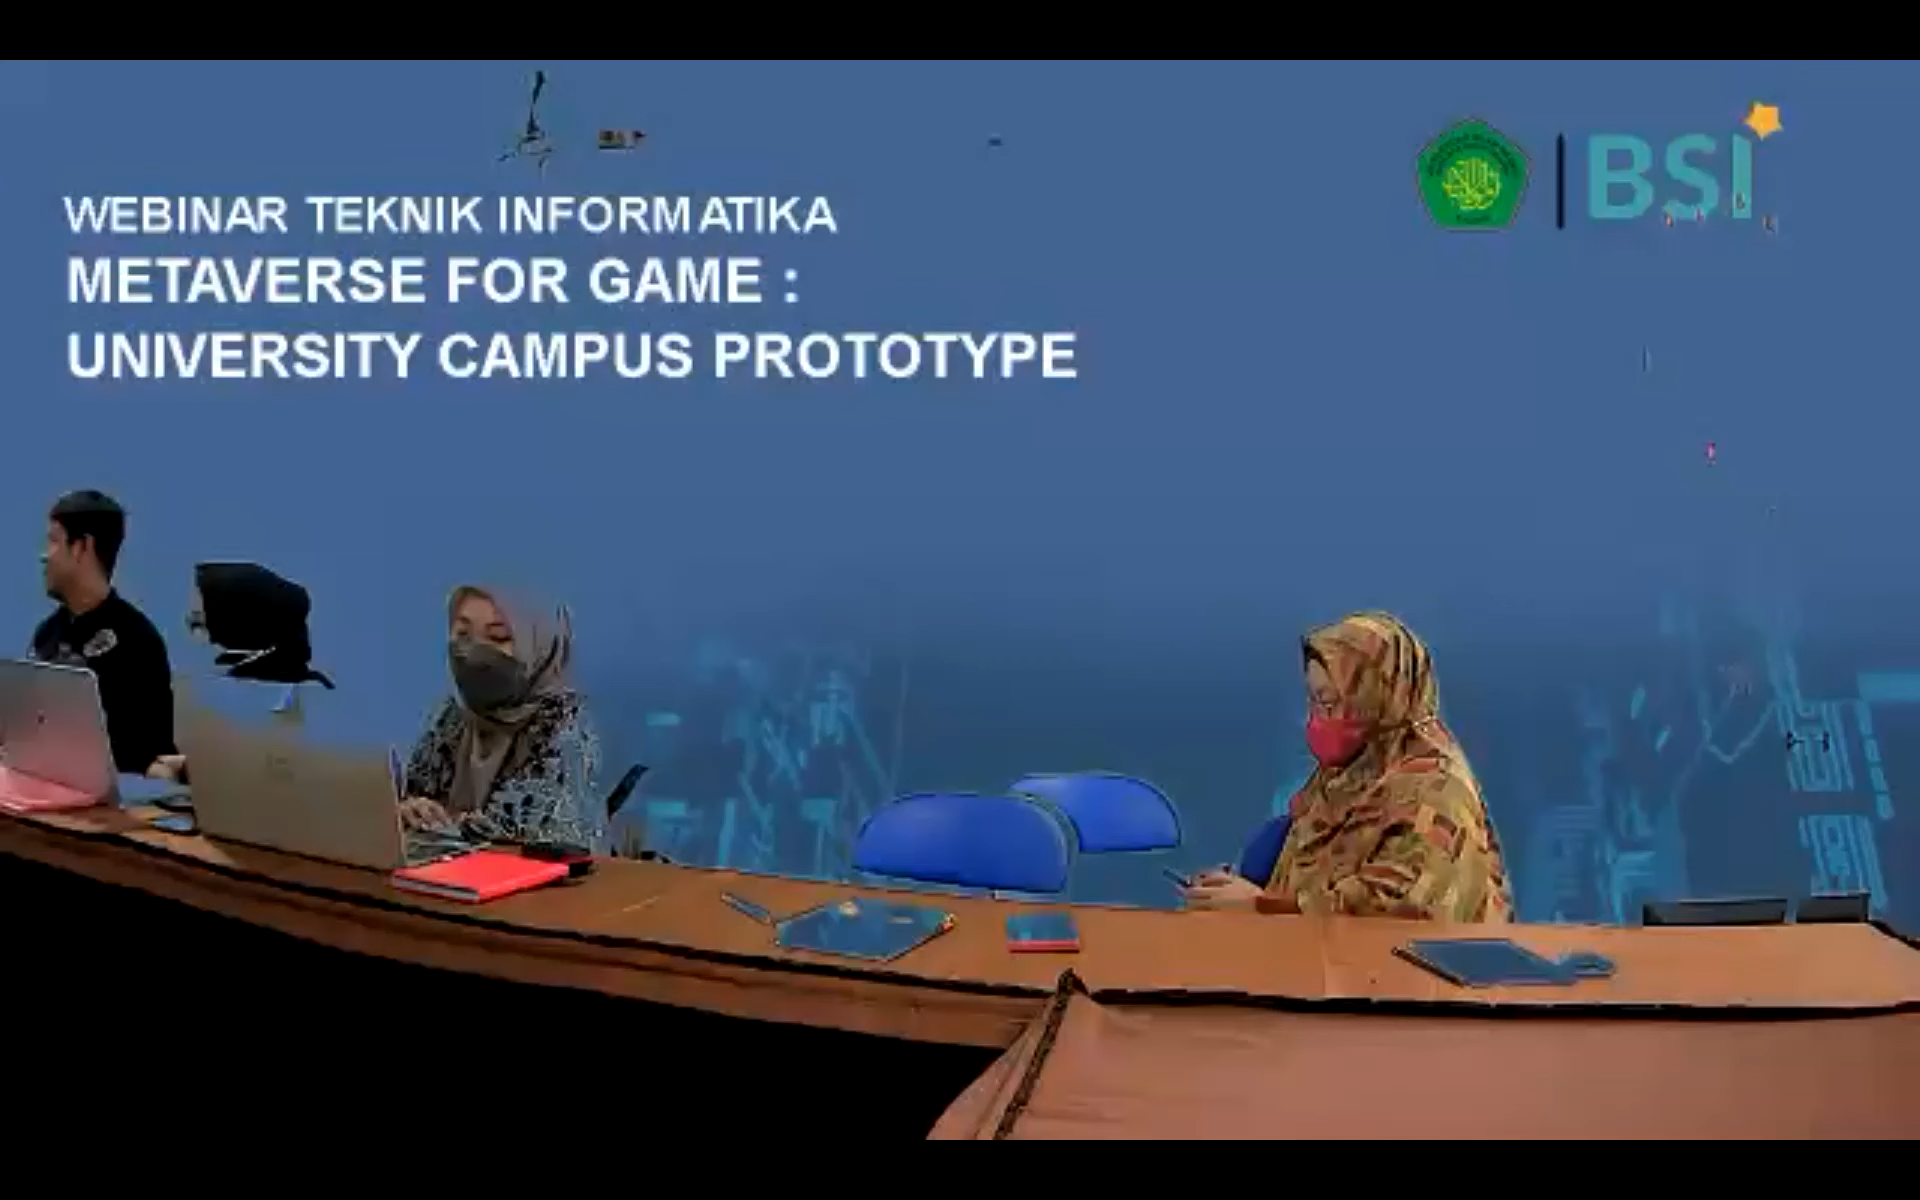 WEBINAR TEKNIK INFORMATIKA
METAVERSE FOR GAME :
UNIVERSITY CAMPUS PROTOTYPE
BSI